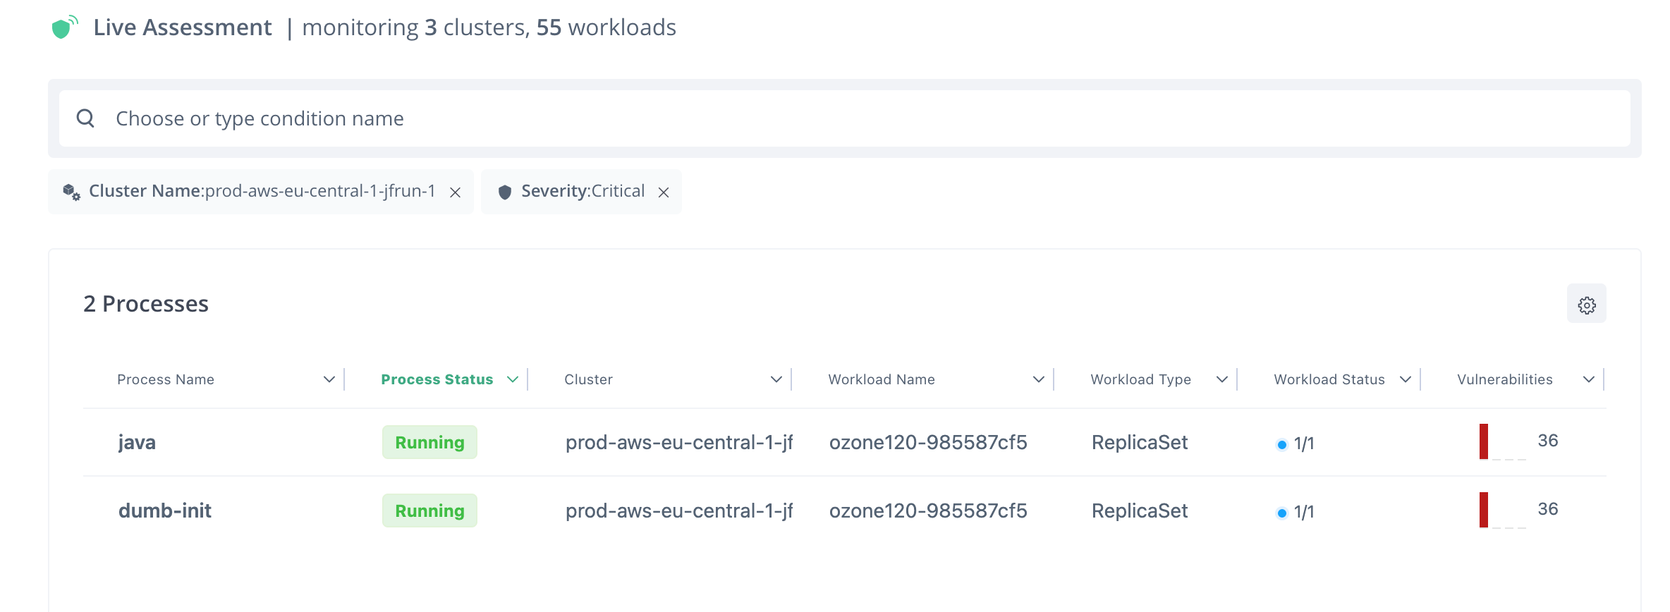 Live Assessment | monitoring 3 clusters, 55 workloads
Choose or type condition name
Cluster Name:prod-aws-eu-central-1-jfrun-1 × Severity:Critical ×
2 Processes
Process Name Process Status Cluster Workload Name Workload Type Workload Status Vulnerabilities
java Running prod-aws-eu-central-1-jf ozone120-985587cf5 ReplicaSet 1/1 36
dumb-init Running prod-aws-eu-central-1-jf ozone120-985587cf5 ReplicaSet 1/1 36